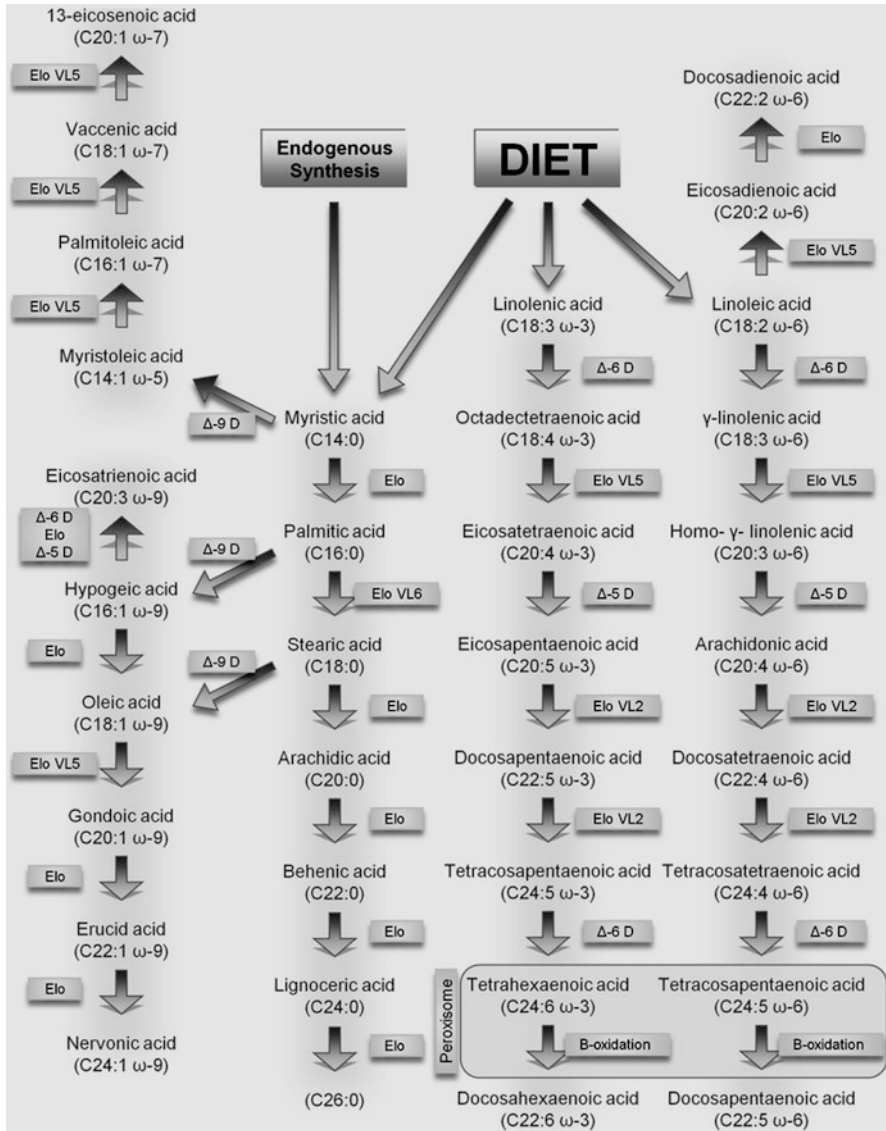 13-eicosenoic acid
(C20:1 ω-7)
Elo VL5
Vaccenic acid
(C18:1 ω-7)
Elo VL5
Palmitoleic acid
(C16:1 ω-7)
Elo VL5
Myristoleic acid
(C14:1 ω-5)
Δ-9 D
Eicosatrienoic acid
(C20:3 ω-9)
Δ-6 D
Elo
Δ-5 D
Δ-9 D
Hypogeic acid
(C16:1 ω-9)
Elo
Δ-9 D
Oleic acid
(C18:1 ω-9)
Elo VL5
Gondoic acid
(C20:1 ω-9)
Elo
Erucid acid
(C22:1 ω-9)
Elo
Nervonic acid
(C24:1 ω-9)
Endogenous
Synthesis
Myristic acid
(C14:0)
Elo
Palmitic acid
(C16:0)
Elo VL6
Stearic acid
(C18:0)
Elo
Arachidic acid
(C20:0)
Elo
Behenic acid
(C22:0)
Elo
Lignoceric acid
(C24:0)
Elo
(C26:0)
DIET
Linolenic acid
(C18:3 ω-3)
Δ-6 D
Octadectetraenoic acid
(C18:4 ω-3)
Elo VL5
Eicosatetraenoic acid
(C20:4 ω-3)
Δ-5 D
Eicosapentaenoic acid
(C20:5 ω-3)
Elo VL2
Docosapentaenoic acid
(C22:5 ω-3)
Elo VL2
Tetracosapentaenoic acid
(C24:5 ω-3)
Δ-6 D
Peroxisome
Tetrahexaenoic acid
(C24:6 ω-3)
B-oxidation
Docosahexaenoic acid
(C22:6 ω-3)
Docosadienoic acid
(C22:2 ω-6)
Elo
Eicosadienoic acid
(C20:2 ω-6)
Elo VL5
Linoleic acid
(C18:2 ω-6)
Δ-6 D
γ-linolenic acid
(C18:3 ω-6)
Elo VL5
Homo- γ- linolenic acid
(C20:3 ω-6)
Δ-5 D
Arachidonic acid
(C20:4 ω-6)
Elo VL2
Docosatetraenoic acid
(C22:4 ω-6)
Elo VL2
Tetracosatetraenoic acid
(C24:4 ω-6)
Δ-6 D
Tetracosapentaenoic acid
(C24:5 ω-6)
B-oxidation
Docosapentaenoic acid
(C22:5 ω-6)